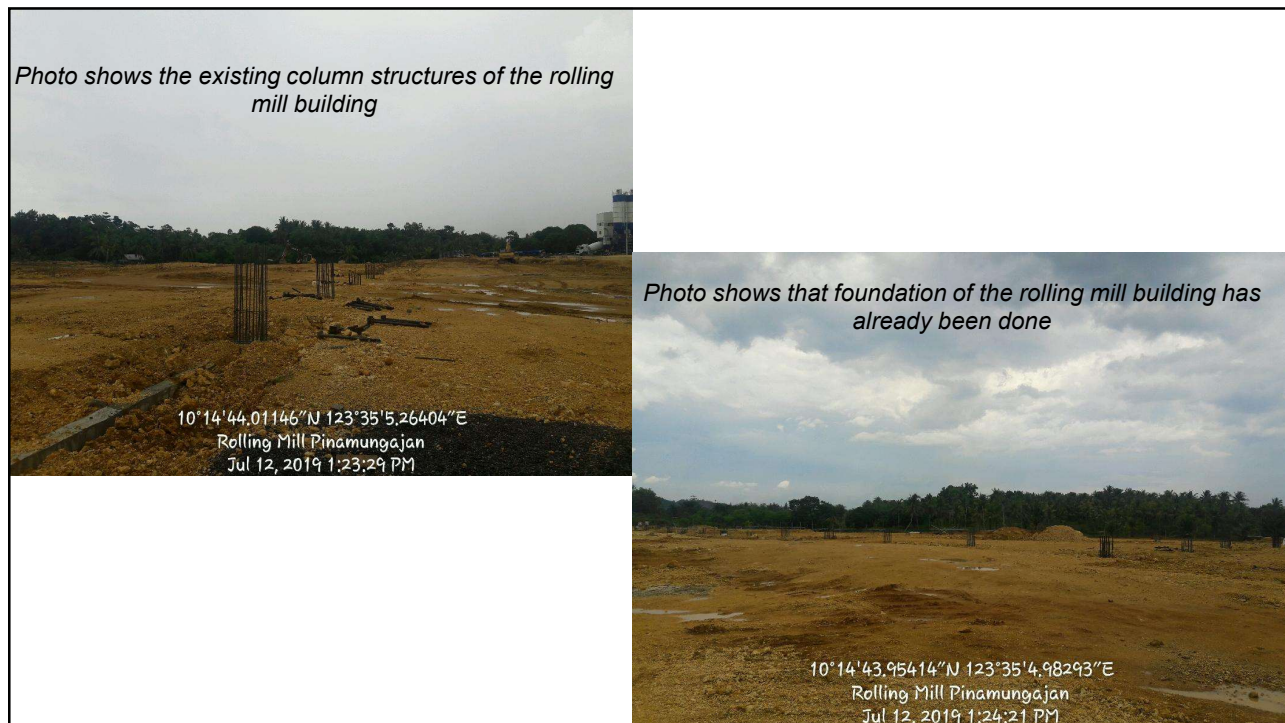 Photo shows the existing column structures of the rolling
mill building
10°14'44.01146"N 123°35'5.26404"E
Rolling Mill Pinamungajan
Jul 12, 2019 1:23:29 PM
Photo shows that foundation of the rolling mill building has
already been done
10°14'43.95414"N 123°35'4.98293"E
Rolling Mill Pinamungajan
Jul 12, 2019 1:24:21 PM